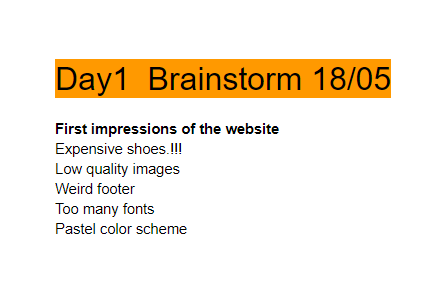 Day1  Brainstorm 18/05
First impressions of the website
Expensive shoes.!!!
Low quality images
Weird footer
Too many fonts
Pastel color scheme